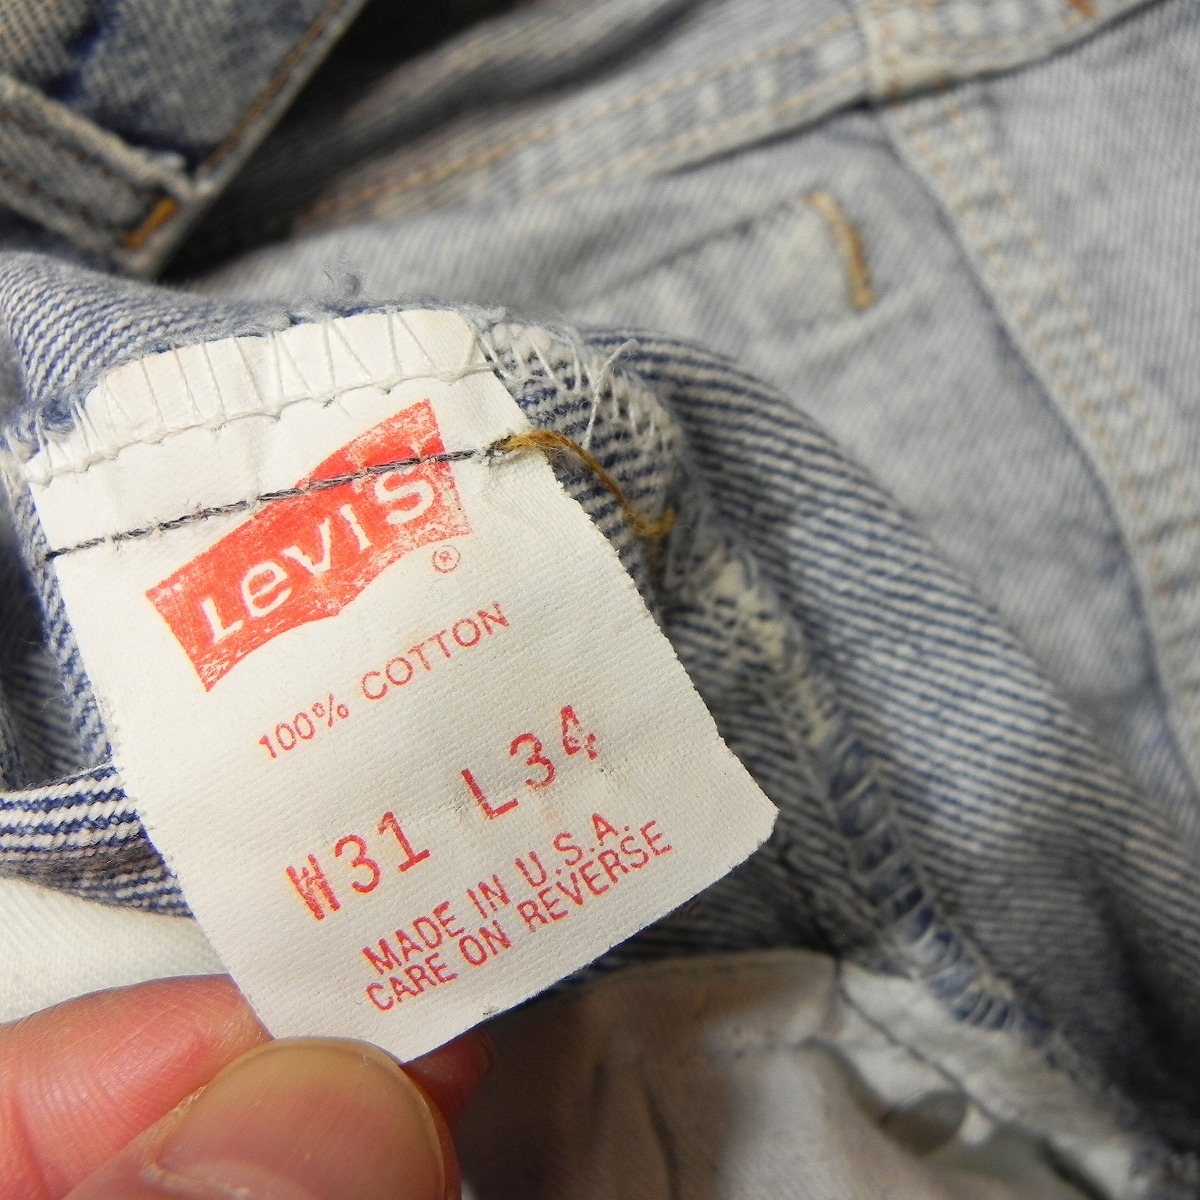 Levi's®
100% COTTON
W31 L34
MADE IN U.S.A.
CARE ON REVERSE